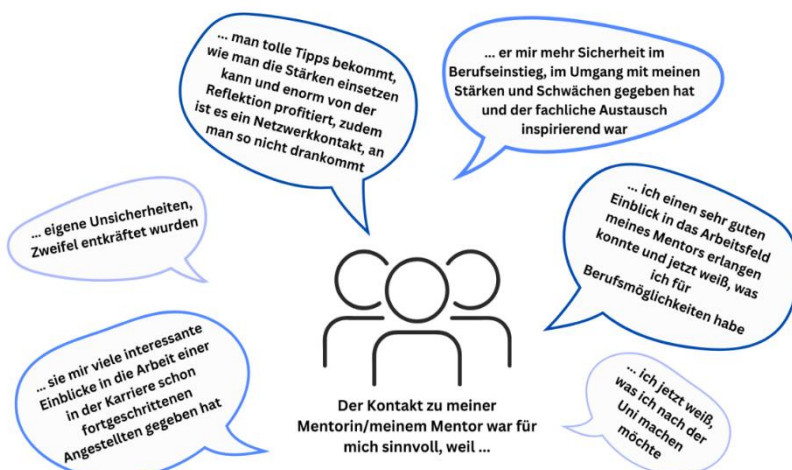 ... man tolle Tipps bekommt,
wie man die Stärken einsetzen
kann und enorm von der
Reflektion profitiert, zudem
ist es ein Netzwerkkontakt, an
man so nicht drankommt
... er mir mehr Sicherheit im
Berufseinstieg, im Umgang mit meinen
Stärken und Schwächen gegeben hat
und der fachliche Austausch
inspirierend war
... eigene Unsicherheiten,
Zweifel entkräftet wurden
... ich einen sehr guten
Einblick in das Arbeitsfeld
meines Mentors erlangen
konnte und jetzt weiß, was
ich für
Berufsmöglichkeiten habe
... sie mir viele interessante
Einblicke in die Arbeit einer
in der Karriere schon
fortgeschrittenen
Angestellten gegeben hat
... ich jetzt weiß,
was ich nach der
Uni machen
möchte
Der Kontakt zu meiner
Mentorin/meinem Mentor war für
mich sinnvoll, weil ...